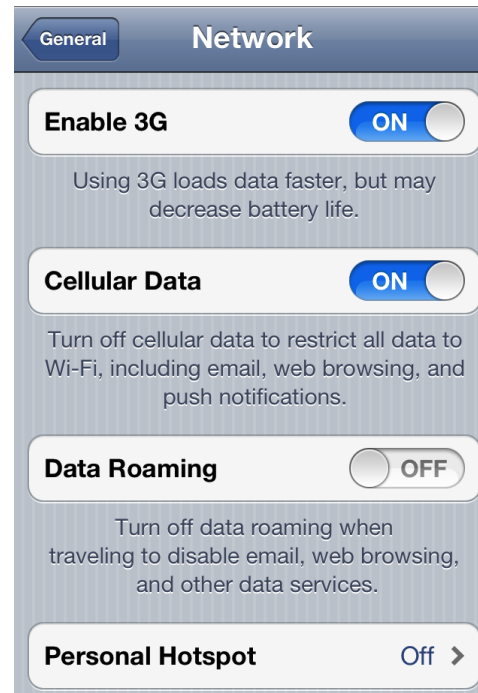 General
Network
Enable 3G ON
Using 3G loads data faster, but may
decrease battery life.
Cellular Data ON
Turn off cellular data to restrict all data to
Wi-Fi, including email, web browsing, and
push notifications.
Data Roaming OFF
Turn off data roaming when
traveling to disable email, web browsing,
and other data services.
Personal Hotspot Off